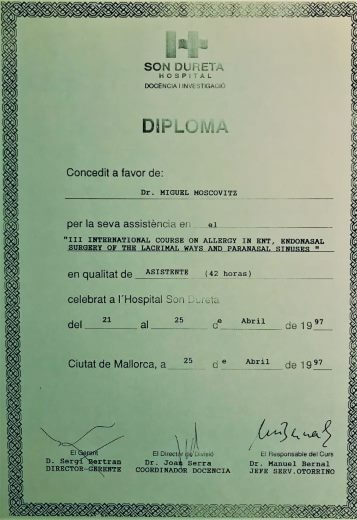 SON DURETA
HOSPITAL
DOCÈNCIA I INVESTIGACIÓ
DIPLOMA
Concedit a favor de:
Dr. MIGUEL MOSCOVITZ
per la seva assistència en el
"III INTERNATIONAL COURSE ON ALLERGY IN ENT, ENDONASAL
SURGERY OF THE LACRIMAL WAYS AND PARANASAL SINUSES "
en qualitat de ASISTENTE (42 horas)
celebrat a l´Hospital Son Dureta
del 21 al 25 de Abril de 1997
Ciutat de Mallorca, a 25 de Abril de 1997
El Gerent El Director de Divisió El Responsable del Curs
D. Sergi Bertran Dr. Joan Serra Dr. Manuel Bernal
DIRECTOR-GERENTE COORDINADOR DOCENCIA JEFE SERV.OTORRINO